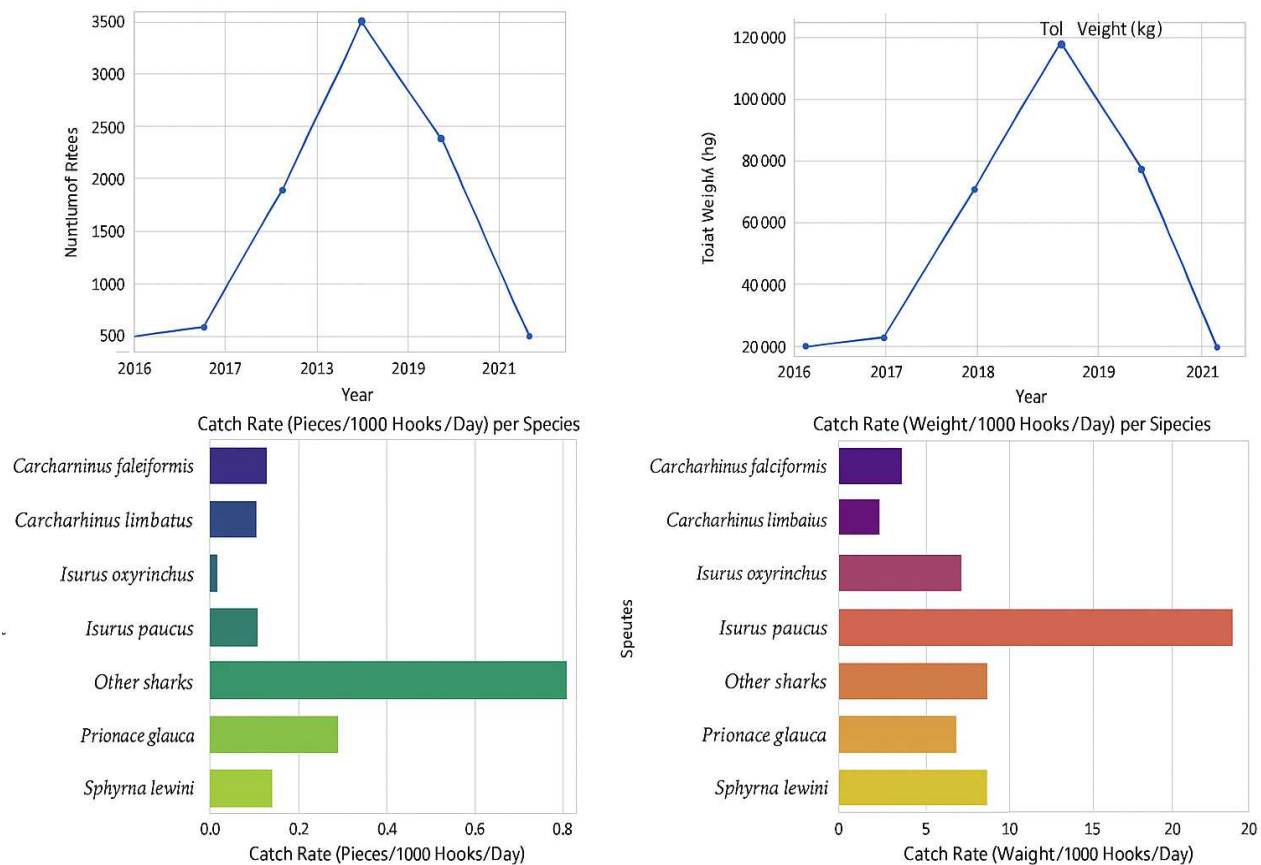 3500
3000
2500
2000
1500
1000
500
Nuntlumof Ritees
2016 2017 2013 2019 2021
Year
Tol Veight (kg)
120 000
100 000
80 000
60 000
40 000
20 000
Tojat Weighʎ (hg)
2016 2017 2018 2019 2021
Year
Catch Rate (Pieces/1000 Hooks/Day) per Species
Carcharninus faleiformis
Carcharhinus limbatus
Isurus oxyrinchus
Isurus paucus
Other sharks
Prionace glauca
Sphyrna lewini
0.0 0.2 0.3 0.4 0.6 0.8
Catch Rate (Pieces/1000 Hooks/Day)
Catch Rate (Weight/1000 Hooks/Day) per Sipecies
Speutes
Carcharhinus falciformis
Carcharhinus limbaius
Isurus oxyrinchus
Isurus paucus
Other sharks
Prionace glauca
Sphyrna lewini
0 5 10 15 20 20
Catch Rate (Waight/1000 Hooks/Day)